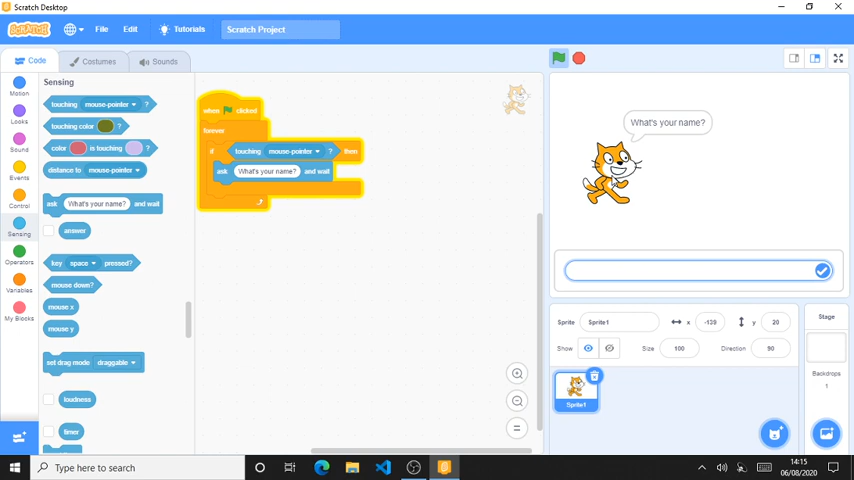 Scratch Desktop
SCRATCH
File
Edit
Tutorials
Scratch Project
Code
Costumes
Sounds
Motion
Looks
Sound
Events
Control
Sensing
Operators
Variables
My Blocks
Sensing
touching mouse-pointer ?
touching color ?
color is touching ?
distance to mouse-pointer
ask What's your name? and wait
answer
key space pressed?
mouse down?
mouse x
mouse y
set drag mode draggable
loudness
timer
when clicked
forever
if touching mouse-pointer ? then
ask What's your name? and wait
What's your name?
Sprite Sprite1 x -139 y 20
Show Size 100 Direction 90
Sprite1
Stage
Backdrops
1
Type here to search
14:15
06/08/2020